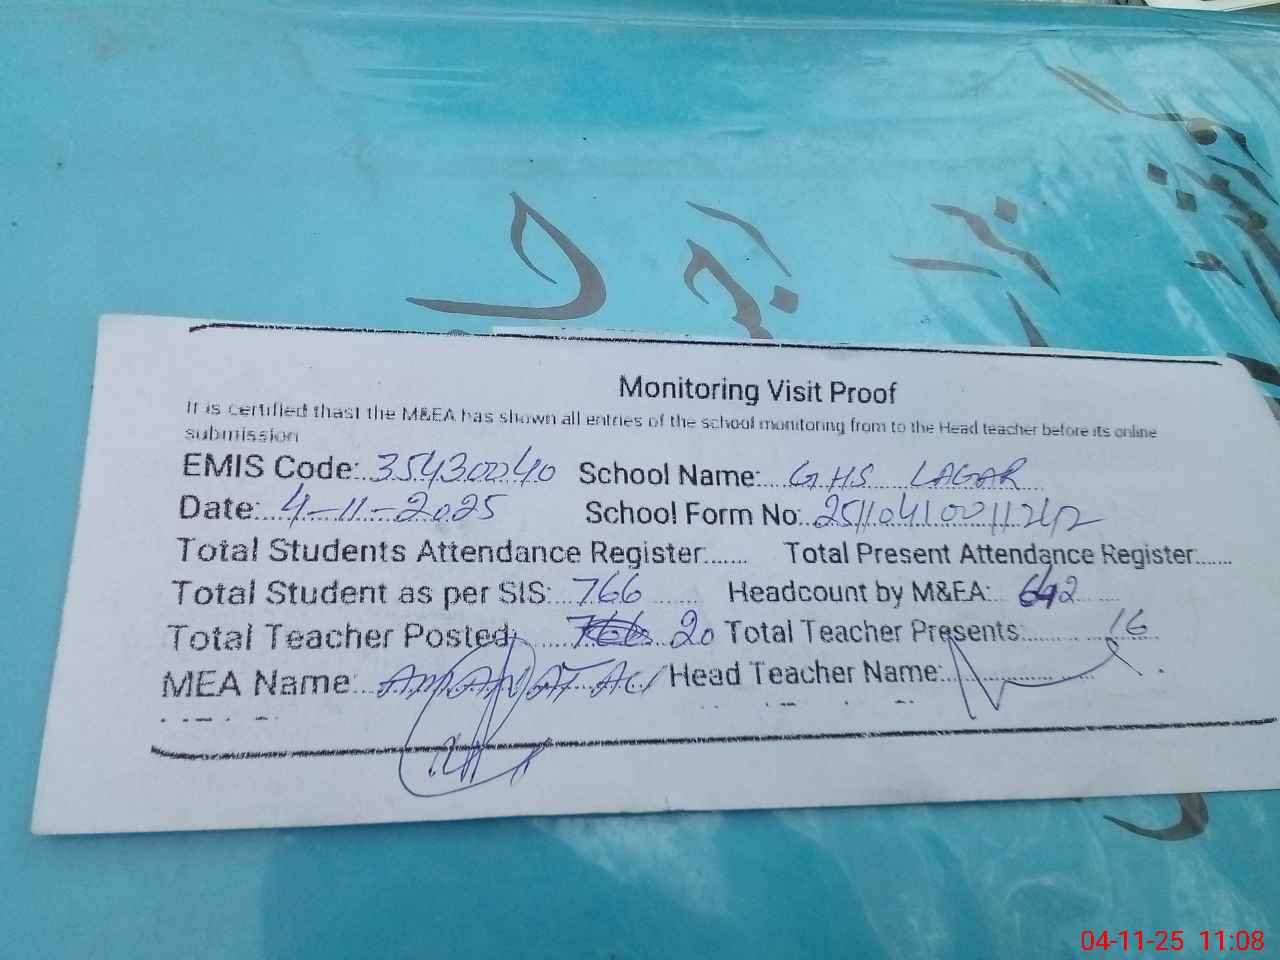 Monitoring Visit Proof
It is certified thast the M&EA has shown all entries of the school monitoring from to the Head teacher before its online
submission
EMIS Code: 35430040 School Name: G.H.S LAGAR
Date: 4-11-2025 School Form No: 25110410011242
Total Students Attendance Register....... Total Present Attendance Register......
Total Student as per SIS: 766 Headcount by M&EA: 642
Total Teacher Posted: 20 Total Teacher Presents: 16
MEA Name: AMANAT ALI Head Teacher Name:
04-11-25 11:08